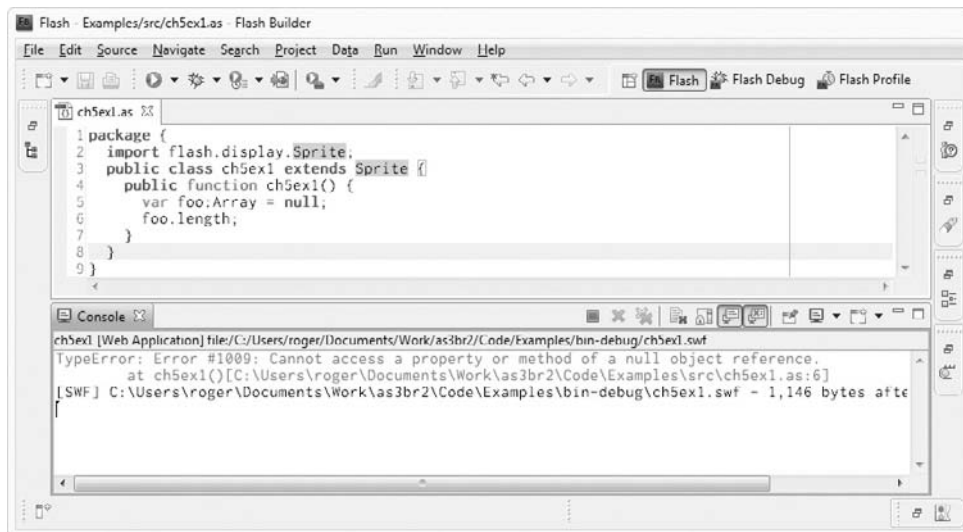 Flash - Examples/src/ch5ex1.as - Flash Builder
File Edit Source Navigate Search Project Data Run Window Help
Flash Flash Debug Flash Profile
ch5ex1.as
1 package {
2 import flash.display.Sprite;
3 public class ch5ex1 extends Sprite {
4 public function ch5ex1() {
5 var foo:Array = null;
6 foo.length;
7 }
8 }
9 }
Console
ch5ex1 [Web Application] file:/C:/Users/roger/Documents/Work/as3br2/Code/Examples/bin-debug/ch5ex1.swf
TypeError: Error #1009: Cannot access a property or method of a null object reference.
at ch5ex1()[C:\Users\roger\Documents\Work\as3br2\Code\Examples\src\ch5ex1.as:6]
[SWF] C:\Users\roger\Documents\Work\as3br2\Code\Examples\bin-debug\ch5ex1.swf - 1,146 bytes afte